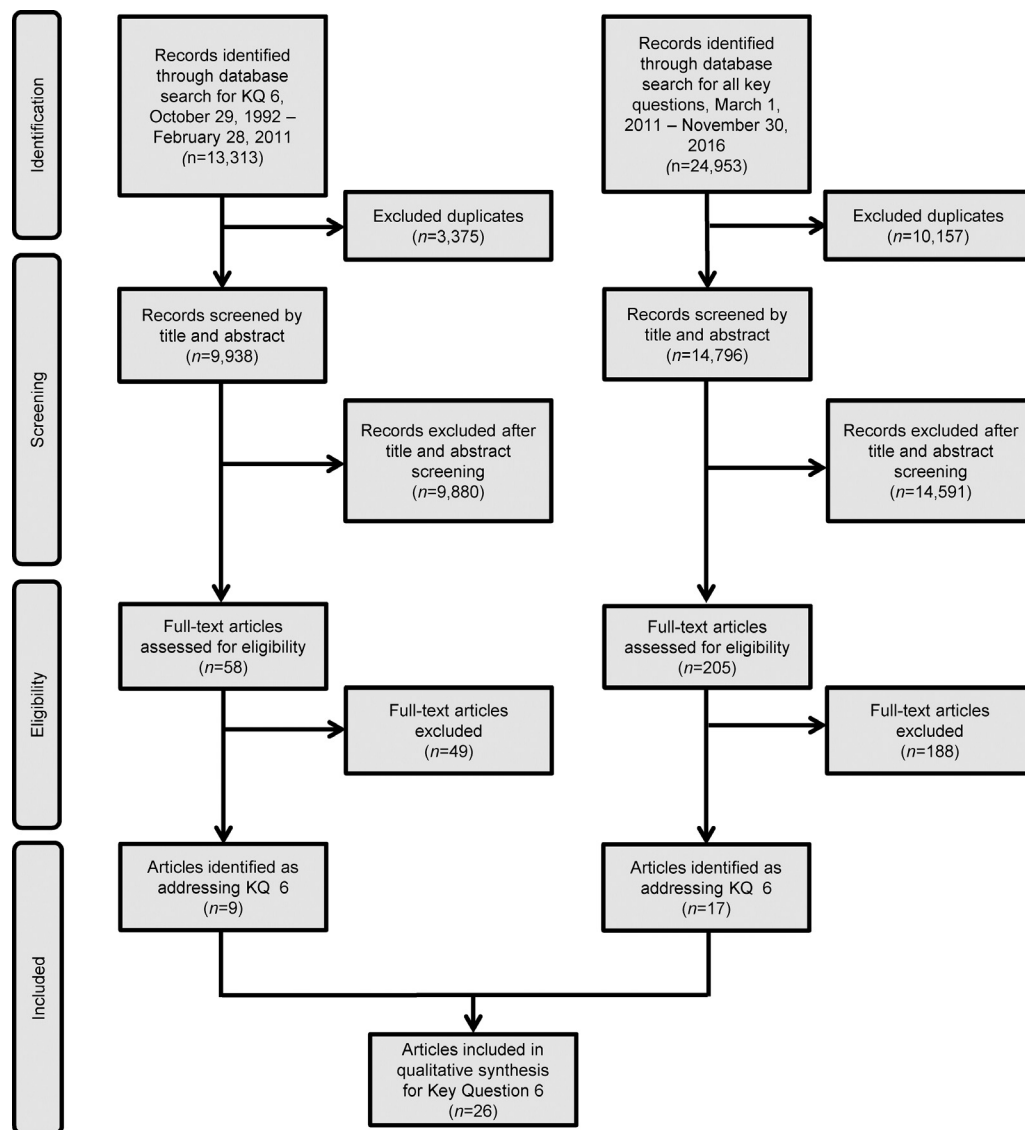 Identification
Records identified
through database
search for KQ 6,
October 29, 1992 –
February 28, 2011
(n=13,313)
Records identified
through database
search for all key
questions, March 1,
2011 – November 30,
2016
(n=24,953)
Excluded duplicates
(n=3,375)
Excluded duplicates
(n=10,157)
Screening
Records screened by
title and abstract
(n=9,938)
Records screened by
title and abstract
(n=14,796)
Records excluded after
title and abstract
screening
(n=9,880)
Records excluded after
title and abstract
screening
(n=14,591)
Eligibility
Full-text articles
assessed for eligibility
(n=58)
Full-text articles
assessed for eligibility
(n=205)
Full-text articles
excluded
(n=49)
Full-text articles
excluded
(n=188)
Included
Articles identified as
addressing KQ 6
(n=9)
Articles identified as
addressing KQ 6
(n=17)
Articles included in
qualitative synthesis
for Key Question 6
(n=26)